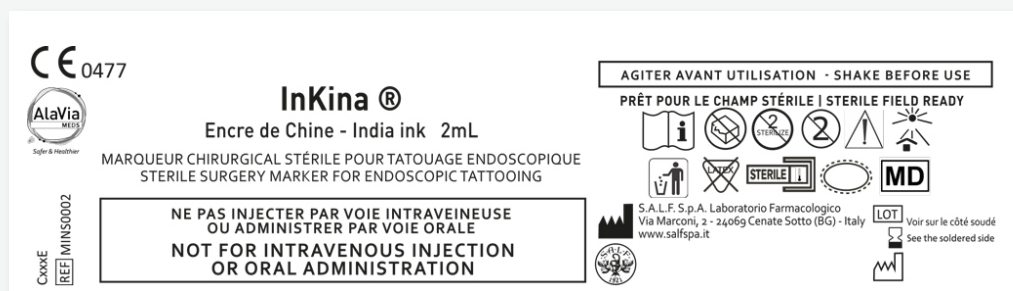 CE 0477
AlaVia
MEDS
Safer & Healthier
CxxxE
REF MINS0002
InKina ®
Encre de Chine - India ink 2mL
MARQUEUR CHIRURGICAL STÉRILE POUR TATOUAGE ENDOSCOPIQUE
STERILE SURGERY MARKER FOR ENDOSCOPIC TATTOOING
NE PAS INJECTER PAR VOIE INTRAVEINEUSE
OU ADMINISTRER PAR VOIE ORALE
NOT FOR INTRAVENOUS INJECTION
OR ORAL ADMINISTRATION
AGITER AVANT UTILISATION - SHAKE BEFORE USE
PRÊT POUR LE CHAMP STÉRILE | STERILE FIELD READY
i
2
STERILIZE
2
LATEX
STERILE
MD
S.A.L.F. S.p.A. Laboratorio Farmacologico
Via Marconi, 2 - 24069 Cenate Sotto (BG) - Italy
www.salfspa.it
LOT
Voir sur le côté soudé
See the soldered side